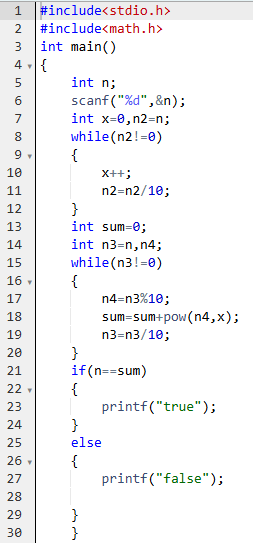 1 #include<stdio.h>
2 #include<math.h>
3 int main()
4 {
5     int n;
6     scanf("%d",&n);
7     int x=0,n2=n;
8     while(n2!=0)
9     {
10         x++;
11         n2=n2/10;
12     }
13     int sum=0;
14     int n3=n,n4;
15     while(n3!=0)
16     {
17         n4=n3%10;
18         sum=sum+pow(n4,x);
19         n3=n3/10;
20     }
21     if(n==sum)
22     {
23         printf("true");
24     }
25     else
26     {
27         printf("false");
28
29     }
30     }